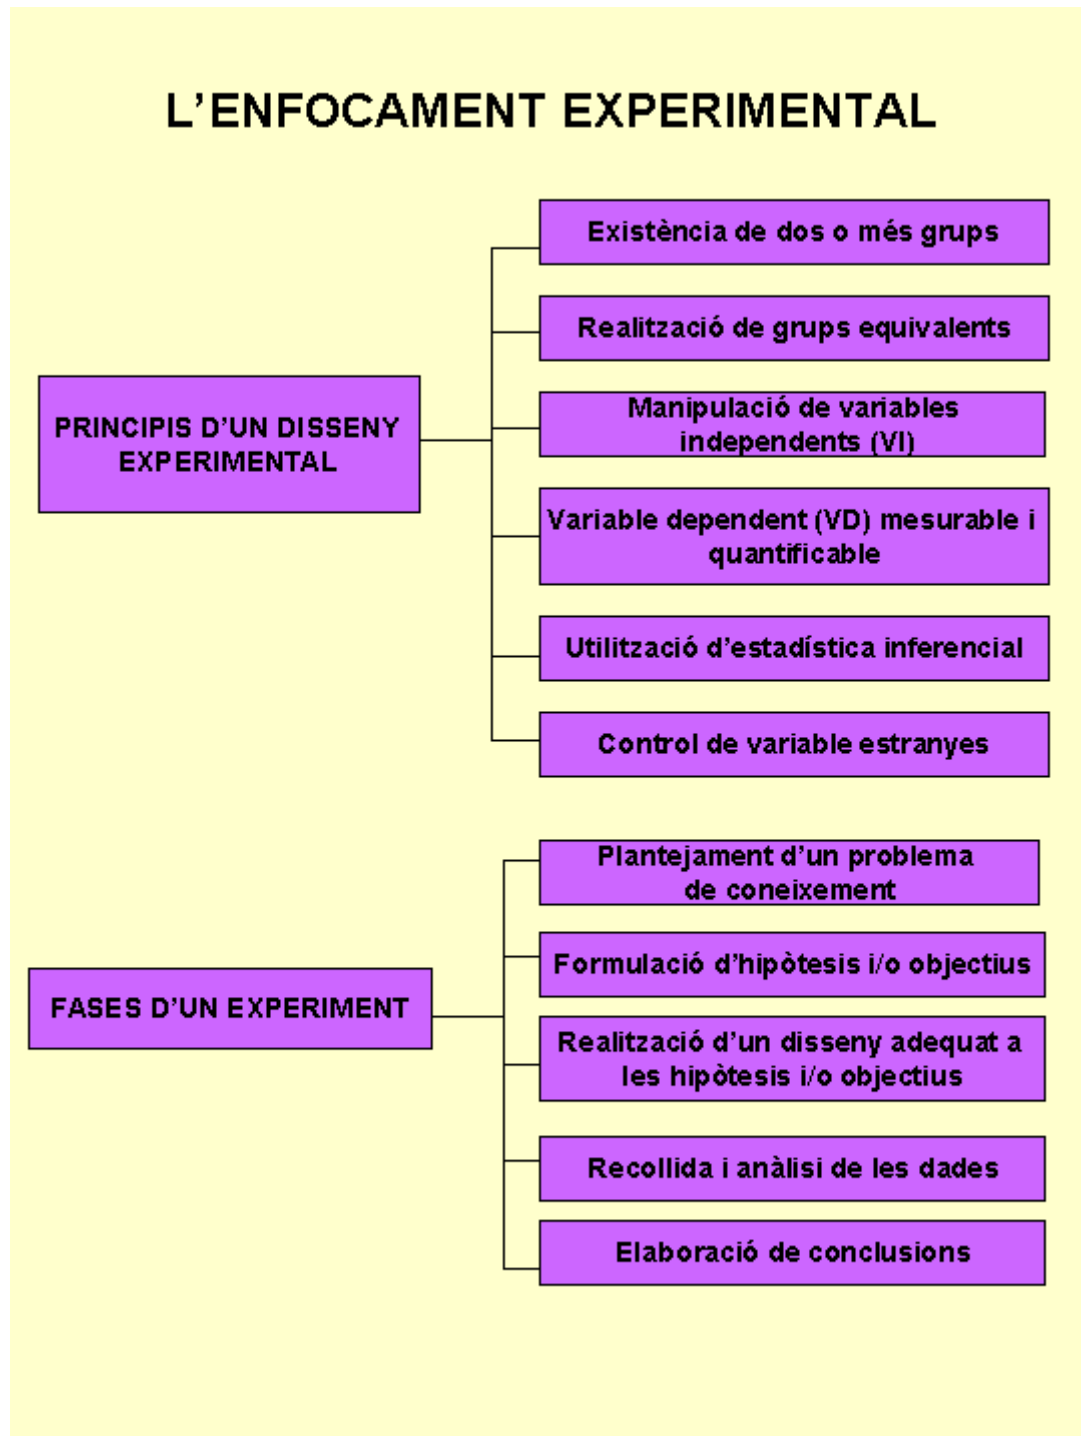 L’ENFOCAMENT EXPERIMENTAL
PRINCIPIS D’UN DISSENY
EXPERIMENTAL
Existència de dos o més grups
Realització de grups equivalents
Manipulació de variables
independents (VI)
Variable dependent (VD) mesurable i
quantificable
Utilització d’estadística inferencial
Control de variable estranyes
FASES D’UN EXPERIMENT
Plantejament d’un problema
de coneixement
Formulació d’hipòtesis i/o objectius
Realització d’un disseny adequat a
les hipòtesis i/o objectius
Recollida i anàlisi de les dades
Elaboració de conclusions